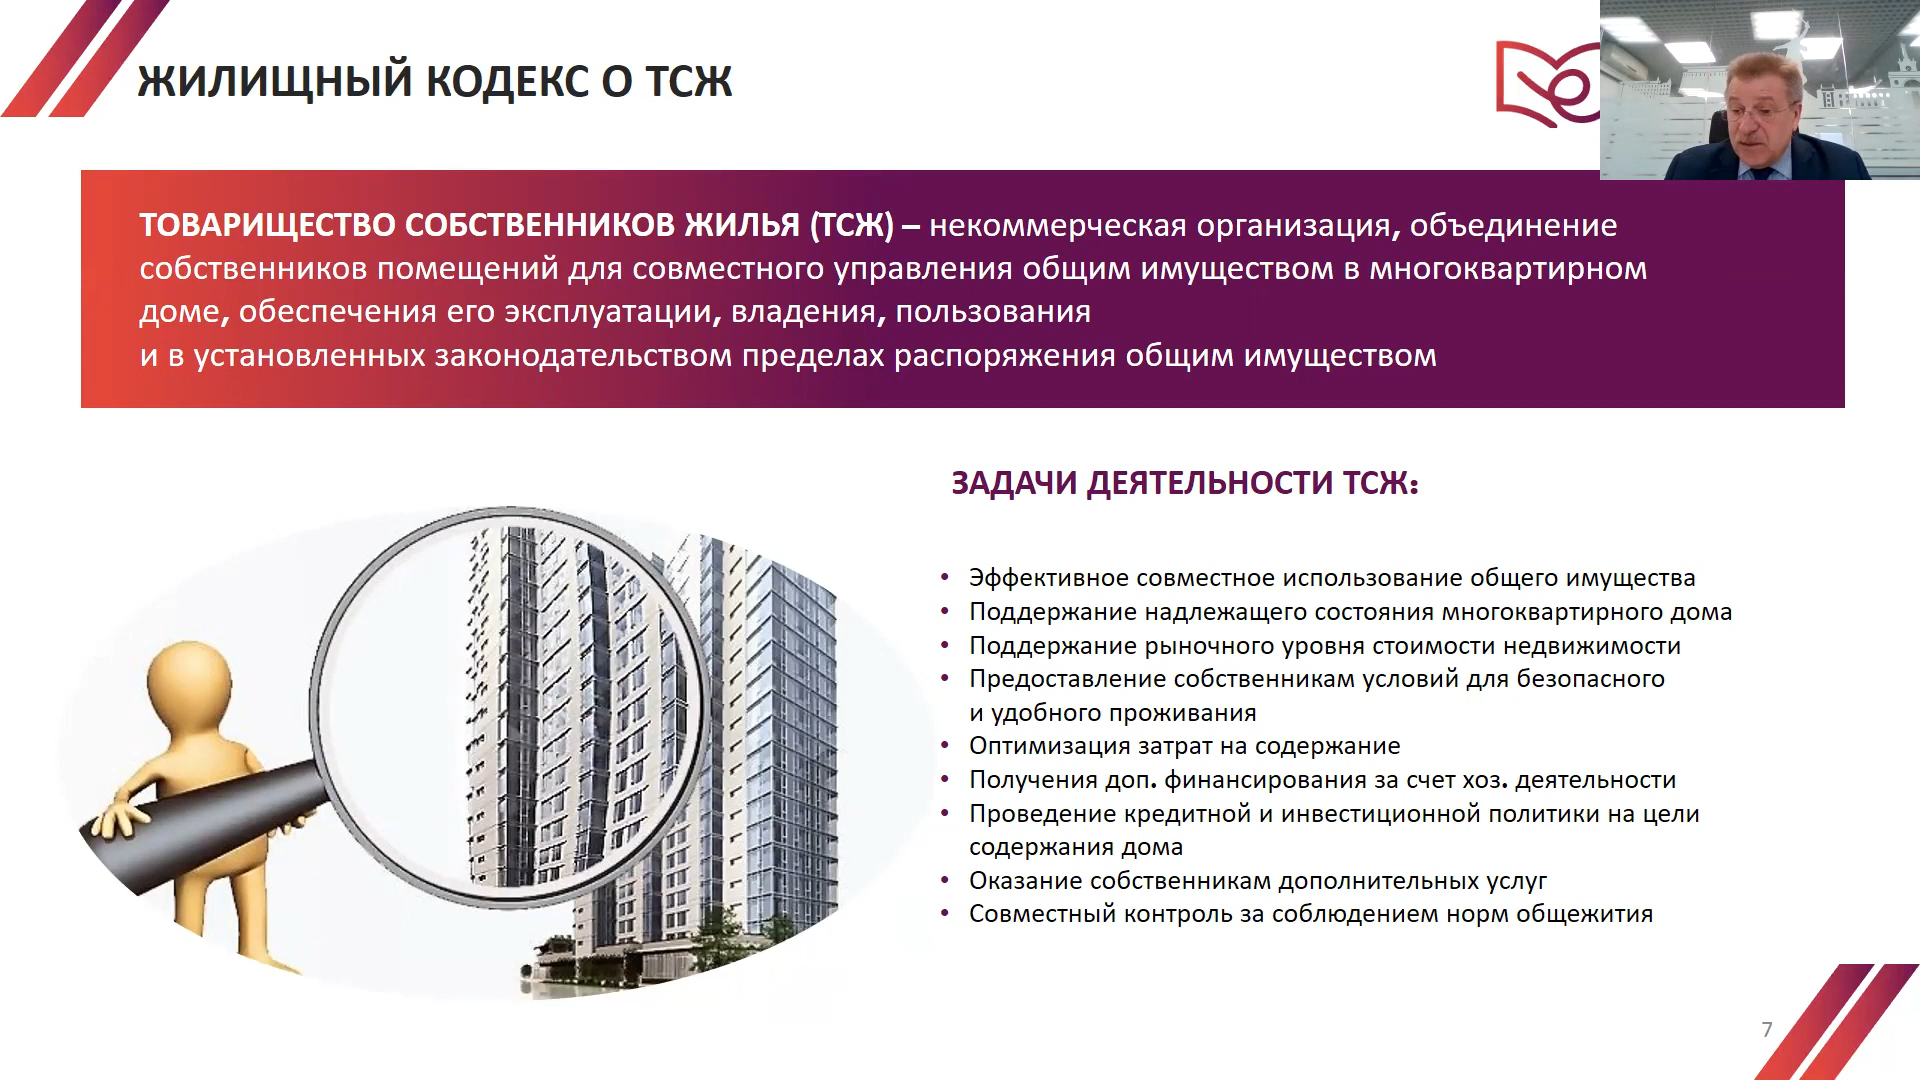 ЖИЛИЩНЫЙ КОДЕКС О ТСЖ
ТОВАРИЩЕСТВО СОБСТВЕННИКОВ ЖИЛЬЯ (ТСЖ) – некоммерческая организация, объединение
собственников помещений для совместного управления общим имуществом в многоквартирном
доме, обеспечения его эксплуатации, владения, пользования
и в установленных законодательством пределах распоряжения общим имуществом
ЗАДАЧИ ДЕЯТЕЛЬНОСТИ ТСЖ:
• Эффективное совместное использование общего имущества
• Поддержание надлежащего состояния многоквартирного дома
• Поддержание рыночного уровня стоимости недвижимости
• Предоставление собственникам условий для безопасного
и удобного проживания
• Оптимизация затрат на содержание
• Получения доп. финансирования за счет хоз. деятельности
• Проведение кредитной и инвестиционной политики на цели
содержания дома
• Оказание собственникам дополнительных услуг
• Совместный контроль за соблюдением норм общежития
7